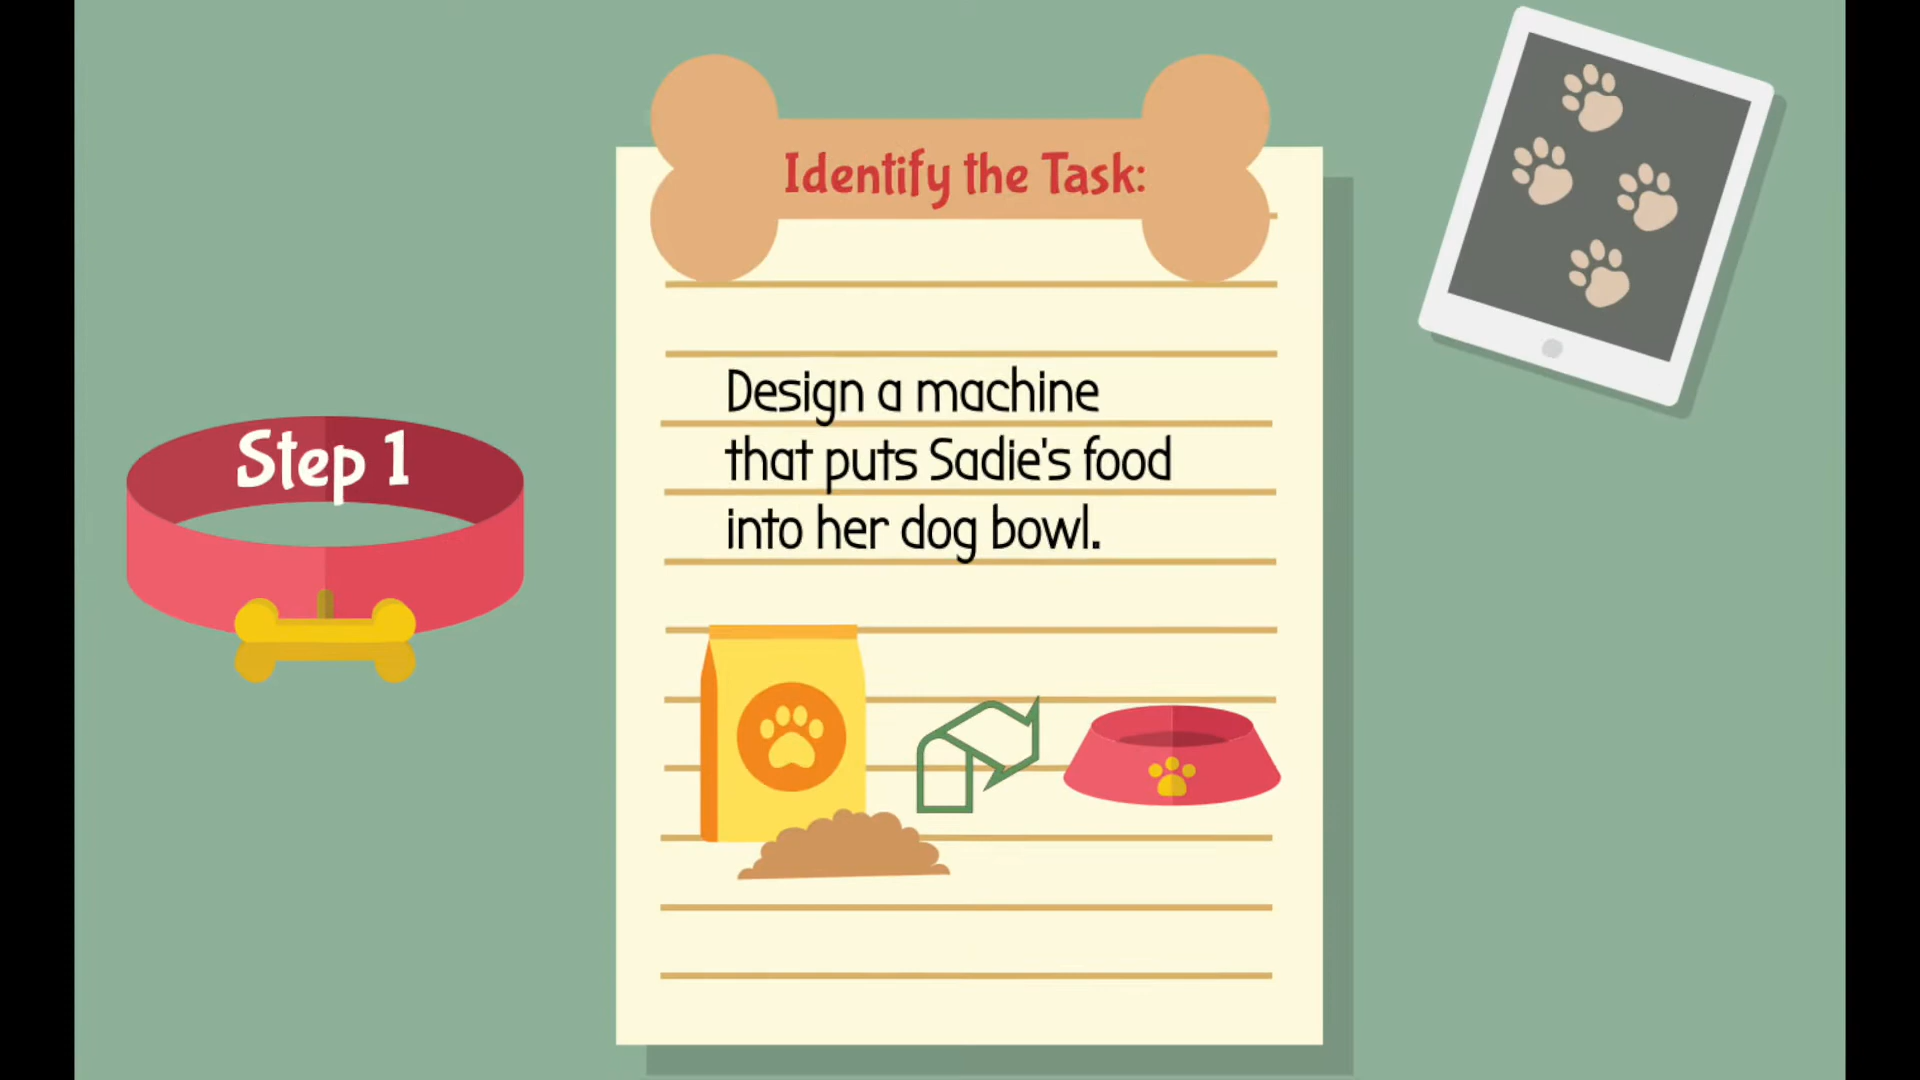 Identify the Task:
Step 1
Design a machine
that puts Sadie's food
into her dog bowl.